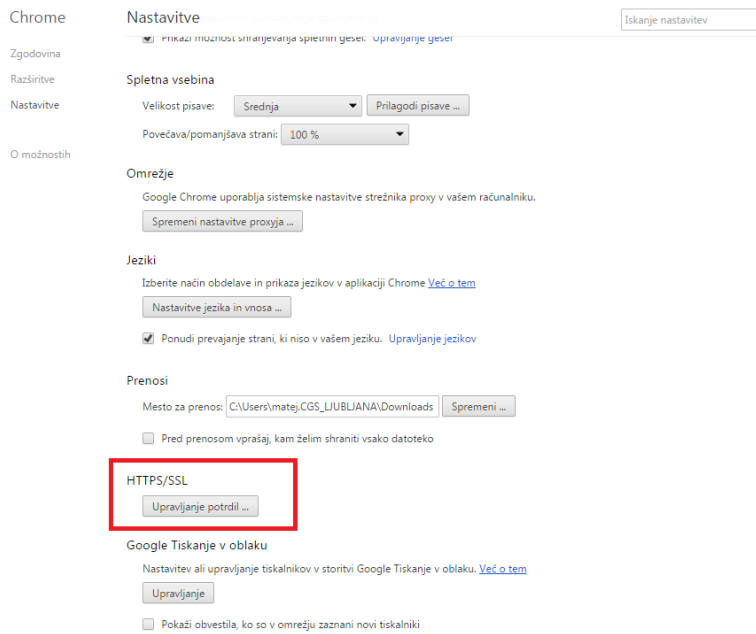 Chrome
Nastavitve
Iskanje nastavitev
Zgodovina
Razširitve
Nastavitve
O možnostih
Prikaži možnost shranjevanja spletnih gesel. Upravljanje gesel
Spletna vsebina
Velikost pisave: Srednja Prilagodi pisave ...
Povečava/pomanjšava strani: 100 %
Omrežje
Google Chrome uporablja sistemske nastavitve strežnika proxy v vašem računalniku.
Spremeni nastavitve proxyja ...
Jeziki
Izberite način obdelave in prikaza jezikov v aplikaciji Chrome Več o tem
Nastavitve jezika in vnosa ...
Ponudi prevajanje strani, ki niso v vašem jeziku. Upravljanje jezikov
Prenosi
Mesto za prenos: C:\Users\matej.CGS_LJUBLJANA\Downloads Spremeni ...
Pred prenosom vprašaj, kam želim shraniti vsako datoteko
HTTPS/SSL
Upravljanje potrdil ...
Google Tiskanje v oblaku
Nastavitev ali upravljanje tiskalnikov v storitvi Google Tiskanje v oblaku. Več o tem
Upravljanje
Pokaži obvestila, ko so v omrežju zaznani novi tiskalniki